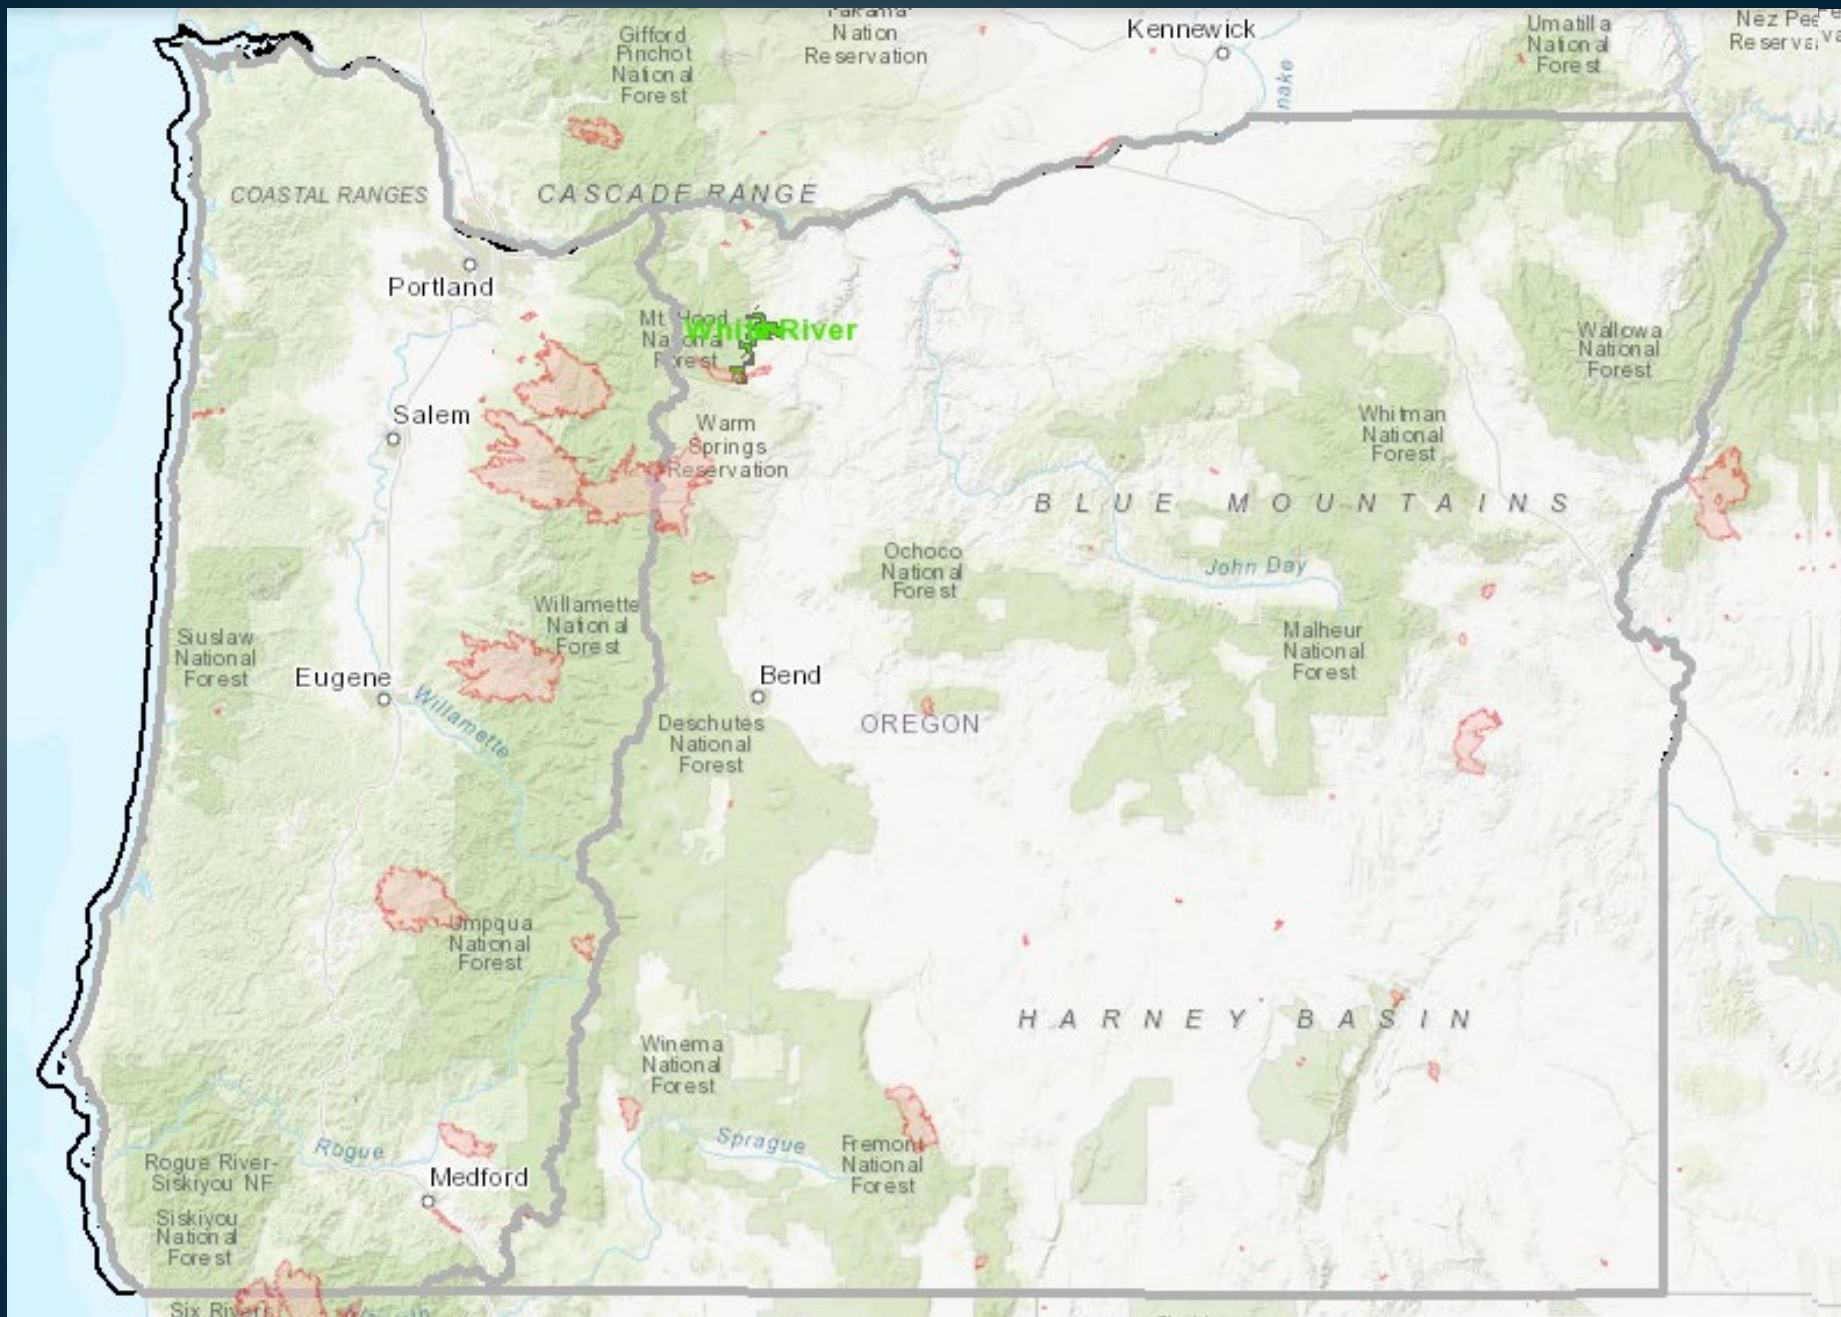 Gifford
Pinchot
National
Forest
Nation
Reservation
Kennewick
Umatilla
National
Forest
Nez
Snake
COASTAL RANGES
CASCADE RANGE
Portland
Mt Hood
National
Forest
White River
Wallowa
National
Forest
Salem
Warm
Springs
Reservation
Whitman
National
Forest
BLUE MOUNTAINS
Ochoco
National
Forest
John Day
Willamette
National
Forest
Siuslaw
National
Forest
Malheur
National
Forest
Eugene
Willamette
Bend
Deschutes
National
Forest
OREGON
Umpqua
National
Forest
HARNEY BASIN
Winema
National
Forest
Rogue
Sprague
Fremont
National
Forest
Rogue River-
Siskiyou NF
Medford
Siskiyou
National
Forest
Six Rivers